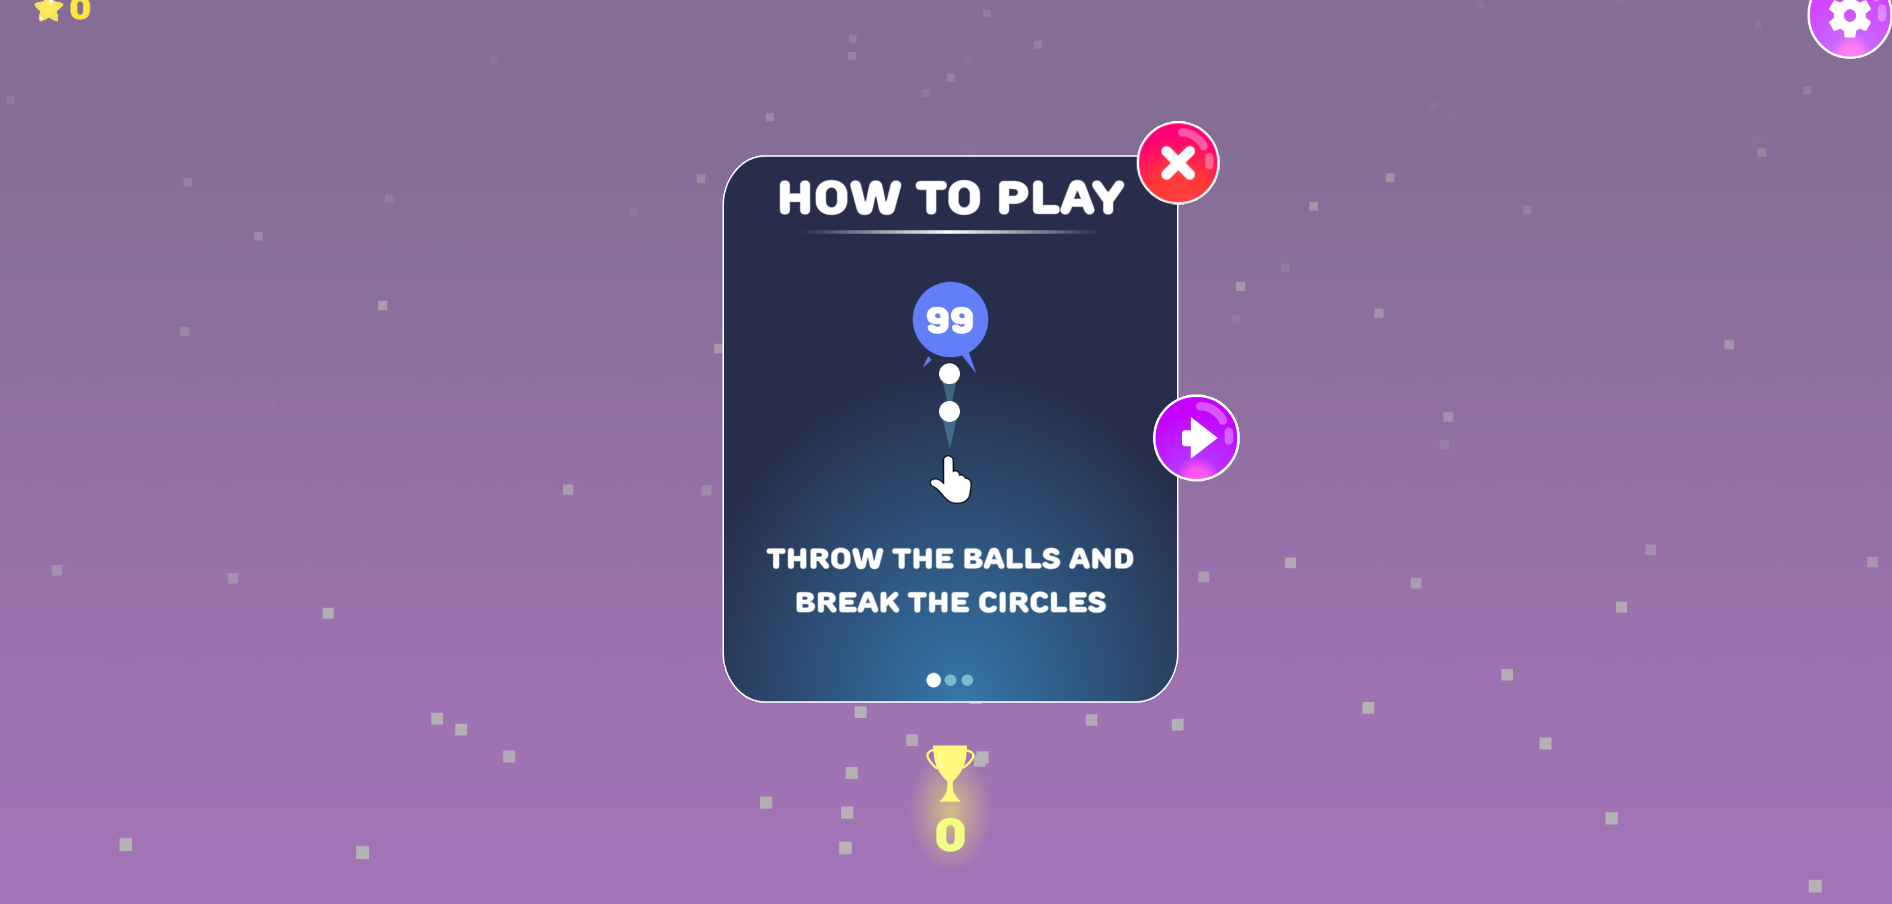 0
HOW TO PLAY
99
THROW THE BALLS AND
BREAK THE CIRCLES
0